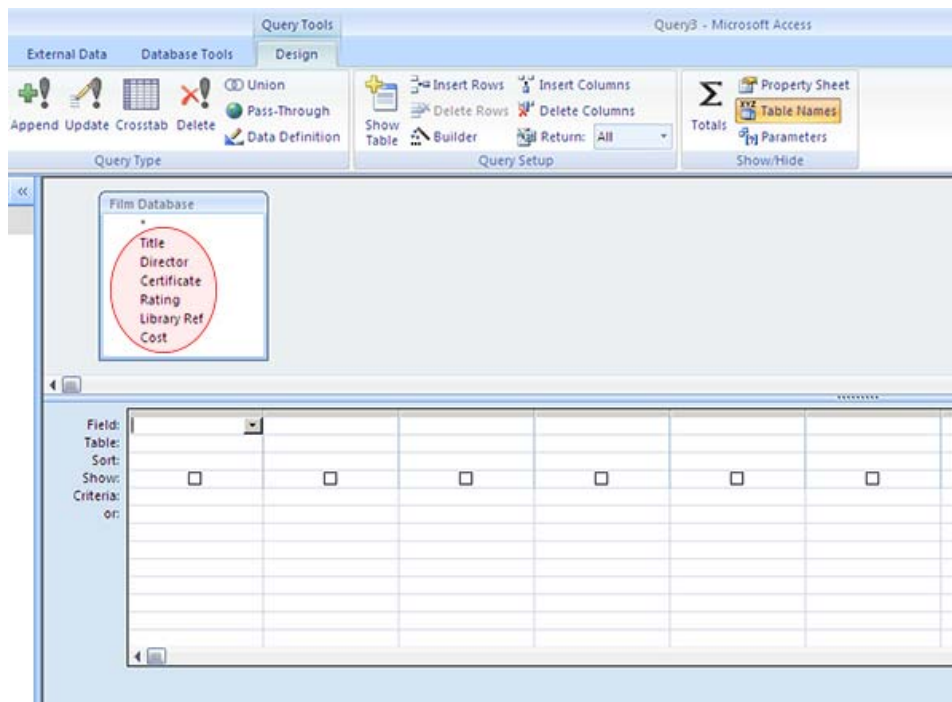 Query Tools
Query3 - Microsoft Access
External Data
Database Tools
Design
Append
Update
Crosstab
Delete
Union
Pass-Through
Data Definition
Query Type
Show Table
Insert Rows
Delete Rows
Builder
Insert Columns
Delete Columns
Return: All
Query Setup
Σ
Totals
Property Sheet
XYZ
Table Names
Parameters
Show/Hide
«
Film Database
*
Title
Director
Certificate
Rating
Library Ref
Cost
Field:
Table:
Sort:
Show:
Criteria:
or: